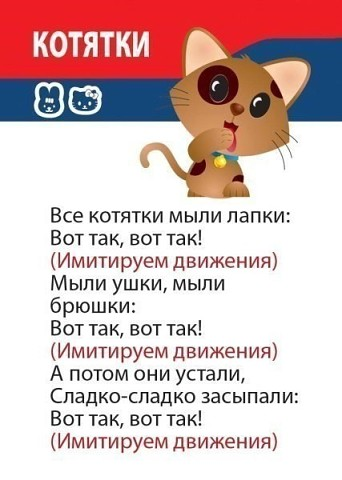 КОТЯТКИ
Все котятки мыли лапки:
Вот так, вот так!
(Имитируем движения)
Мыли ушки, мыли
брюшки:
Вот так, вот так!
(Имитируем движения)
А потом они устали,
Сладко-сладко засыпали:
Вот так, вот так!
(Имитируем движения)